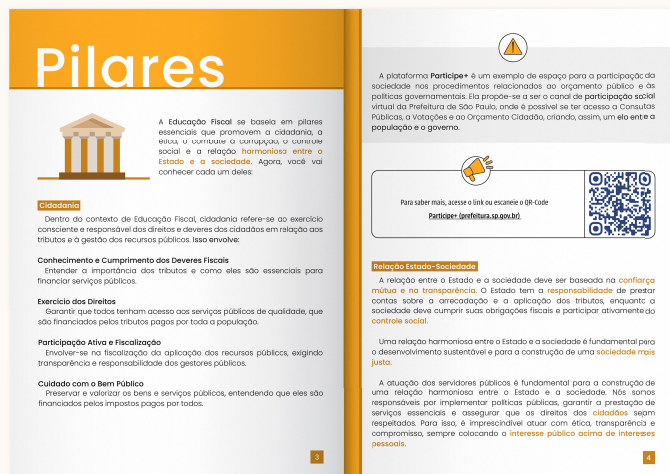 Pilares
A Educação Fiscal se baseia em pilares
essenciais que promovem a cidadania, a
ética, o combate à corrupção, o controle
social e a relação harmoniosa entre o
Estado e a sociedade. Agora, você vai
conhecer cada um deles:
Cidadania
Dentro do contexto de Educação Fiscal, cidadania refere-se ao exercício
consciente e responsável dos direitos e deveres dos cidadãos em relação aos
tributos e à gestão dos recursos públicos. Isso envolve:
Conhecimento e Cumprimento dos Deveres Fiscais
Entender a importância dos tributos e como eles são essenciais para
financiar serviços públicos.
Exercício dos Direitos
Garantir que todos tenham acesso aos serviços públicos de qualidade, que
são financiados pelos tributos pagos por toda a população.
Participação Ativa e Fiscalização
Envolver-se na fiscalização da aplicação dos recursos públicos, exigindo
transparência e responsabilidade dos gestores públicos.
Cuidado com o Bem Público
Preservar e valorizar os bens e serviços públicos, entendendo que eles são
financiados pelos impostos pagos por todos.
3
A plataforma Participe+ é um exemplo de espaço para a participação da
sociedade nos procedimentos relacionados ao orçamento público e às
políticas governamentais. Ela propõe-se a ser o canal de participação social
virtual da Prefeitura de São Paulo, onde é possível se ter acesso a Consultas
Públicas, a Votações e ao Orçamento Cidadão, criando, assim, um elo entre a
população e o governo.
Para saber mais, acesse o link ou escaneie o QR-Code
Participe+ (prefeitura.sp.gov.br)
Relação Estado-Sociedade
A relação entre o Estado e a sociedade deve ser baseada na confiança
mútua e na transparência. O Estado tem a responsabilidade de prestar
contas sobre a arrecadação e a aplicação dos tributos, enquanto a
sociedade deve cumprir suas obrigações fiscais e participar ativamente do
controle social.
Uma relação harmoniosa entre o Estado e a sociedade é fundamental para
o desenvolvimento sustentável e para a construção de uma sociedade mais
justa.
A atuação dos servidores públicos é fundamental para a construção de
uma relação harmoniosa entre o Estado e a sociedade. Nós somos
responsáveis por implementar políticas públicas, garantir a prestação de
serviços essenciais e assegurar que os direitos dos cidadãos sejam
respeitados. Para isso, é imprescindível atuar com ética, transparência e
compromisso, sempre colocando o interesse público acima de interesses
pessoais.
4